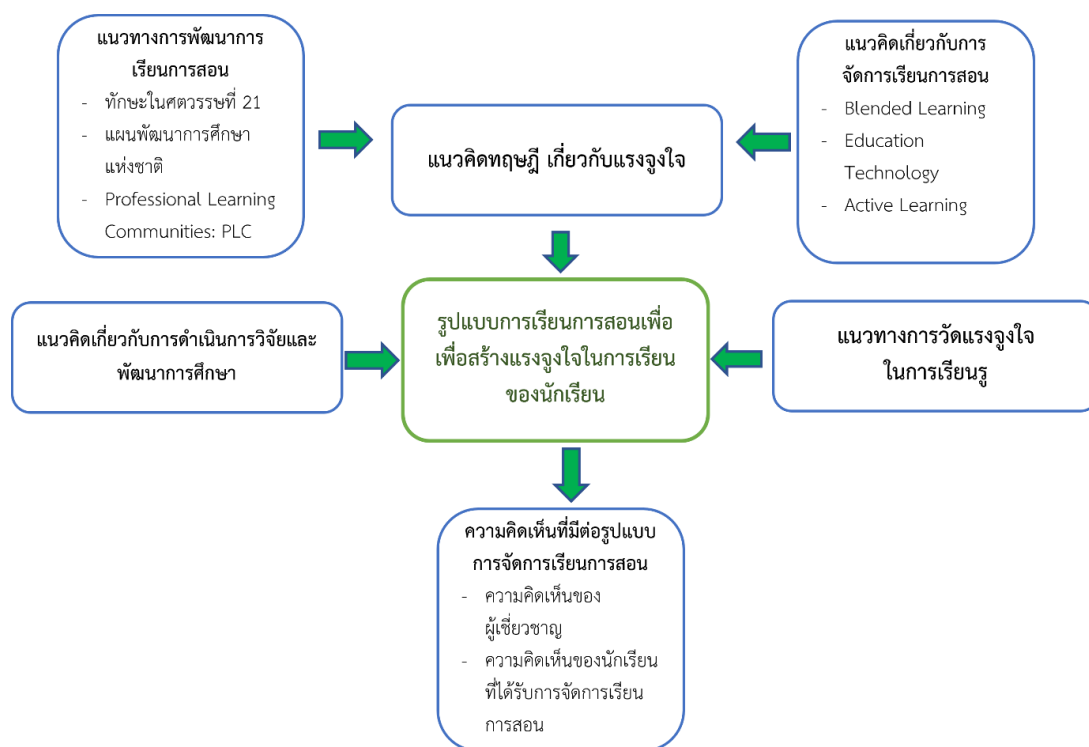 แนวทางการพัฒนาการ
เรียนการสอน
- ทักษะในศตวรรษที่ 21
- แผนพัฒนาการศึกษา
แห่งชาติ
- Professional Learning
Communities: PLC
แนวคิดทฤษฎี เกี่ยวกับแรงจูงใจ
แนวคิดเกี่ยวกับการ
จัดการเรียนการสอน
- Blended Learning
- Education
Technology
- Active Learning
แนวคิดเกี่ยวกับการดำเนินการวิจัยและ
พัฒนาการศึกษา
รูปแบบการเรียนการสอนเพื่อ
เพื่อสร้างแรงจูงใจในการเรียน
ของนักเรียน
แนวทางการวัดแรงจูงใจ
ในการเรียนรู
ความคิดเห็นที่มีต่อรูปแบบ
การจัดการเรียนการสอน
- ความคิดเห็นของ
ผู้เชี่ยวชาญ
- ความคิดเห็นของนักเรียน
ที่ได้รับการจัดการเรียน
การสอน